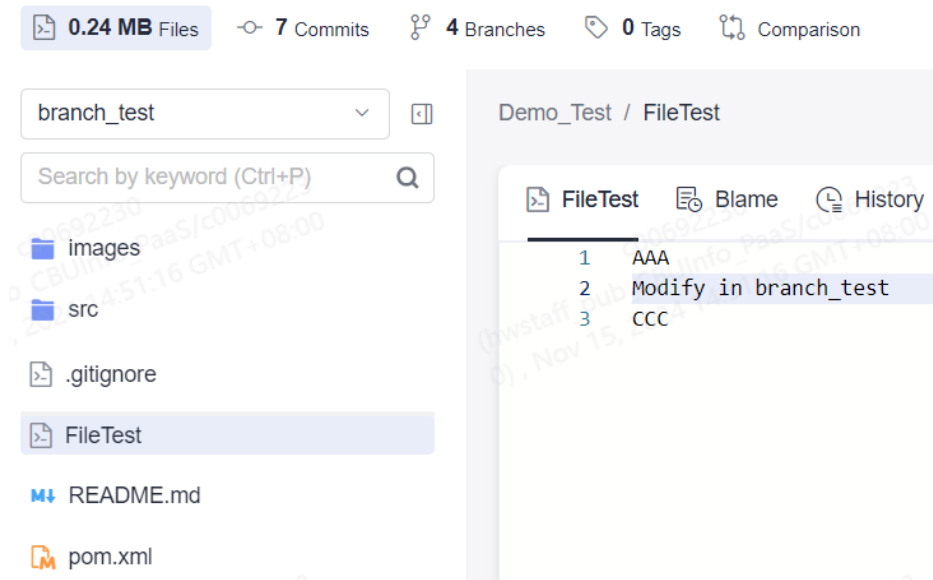 0.24 MB Files 7 Commits 4 Branches 0 Tags Comparison
branch_test
Search by keyword (Ctrl+P)
images
src
.gitignore
FileTest
README.md
pom.xml
Demo_Test / FileTest
FileTest Blame History
1 AAA
2 Modify in branch_test
3 CCC